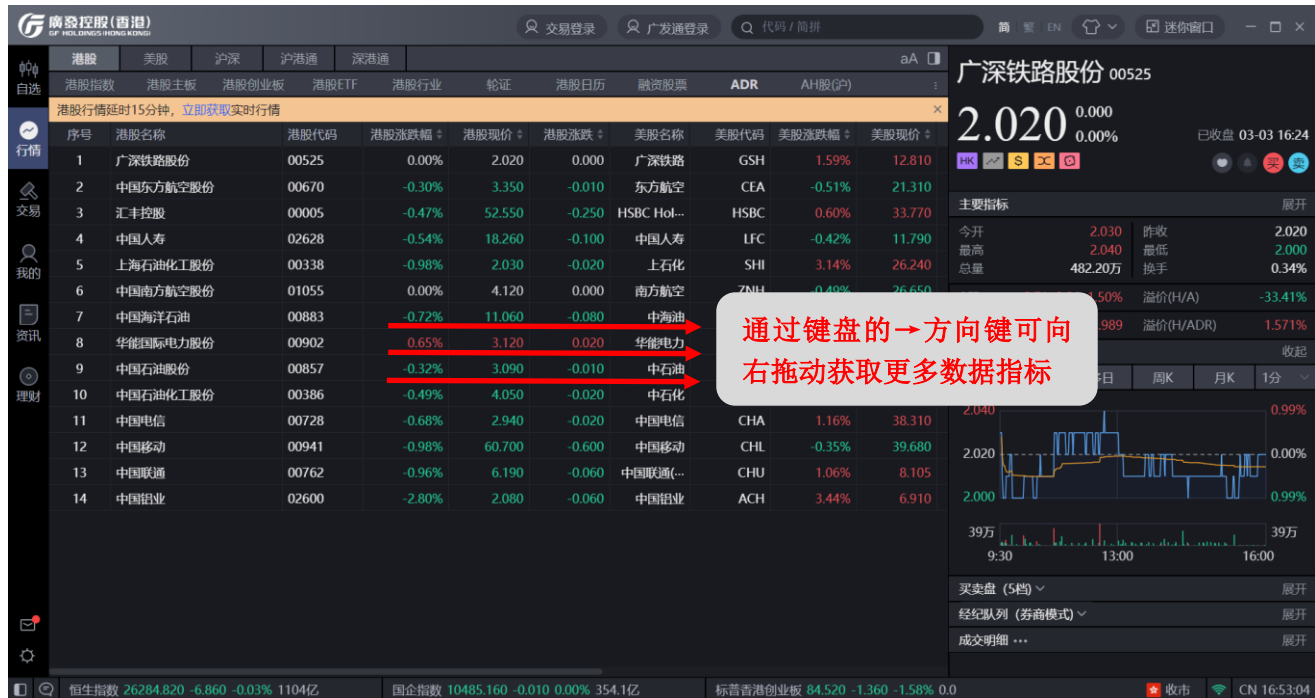 廣發控股(香港)
GF HOLDINGS(HONG KONG)
交易登录 广发通登录 代码 / 简拼 简 繁 EN 迷你窗口
自选
行情
交易
我的
资讯
理财
港股 美股 沪深 沪港通 深港通 aA
港股指数 港股主板 港股创业板 港股ETF 港股行业 轮证 港股日历 融资股票 ADR AH股(沪)
港股行情延时15分钟，立即获取实时行情
序号 港股名称 港股代码 港股涨跌幅 港股现价 港股涨跌 美股名称 美股代码 美股涨跌幅 美股现价
1 广深铁路股份 00525 0.00% 2.020 0.000 广深铁路 GSH 1.59% 12.810
2 中国东方航空股份 00670 -0.30% 3.350 -0.010 东方航空 CEA -0.51% 21.310
3 汇丰控股 00005 -0.47% 52.550 -0.250 HSBC Hol··· HSBC 0.60% 33.770
4 中国人寿 02628 -0.54% 18.260 -0.100 中国人寿 LFC -0.42% 11.790
5 上海石油化工股份 00338 -0.98% 2.030 -0.020 上石化 SHI 3.14% 26.240
6 中国南方航空股份 01055 0.00% 4.120 0.000 南方航空 ZNH -0.49% 26.650
7 中国海洋石油 00883 -0.72% 11.060 -0.080 中海油
8 华能国际电力股份 00902 0.65% 3.120 0.020 华能电力
9 中国石油股份 00857 -0.32% 3.090 -0.010 中石油
10 中国石油化工股份 00386 -0.49% 4.050 -0.020 中石化
11 中国电信 00728 -0.68% 2.940 -0.020 中国电信 CHA 1.16% 38.310
12 中国移动 00941 -0.98% 60.700 -0.600 中国移动 CHL -0.35% 39.680
13 中国联通 00762 -0.96% 6.190 -0.060 中国联通(··· CHU 1.06% 8.105
14 中国铝业 02600 -2.80% 2.080 -0.060 中国铝业 ACH 3.44% 6.910
通过键盘的→方向键可向
右拖动获取更多数据指标
广深铁路股份 00525
2.020 0.000
0.00% 已收盘 03-03 16:24
HK S 买 卖
主要指标 展开
今开 2.030 昨收 2.020
最高 2.040 最低 2.000
总量 482.20万 换手 0.34%
溢价(H/A) -33.41%
溢价(H/ADR) 1.571%
收起
周K 月K 1分
2.040 0.99%
2.020 0.00%
2.000 0.99%
39万 39万
9:30 13:00 16:00
买卖盘 (5档) 展开
经纪队列 (券商模式) 展开
成交明细 ··· 展开
恒生指数 26284.820 -6.860 -0.03% 1104亿 国企指数 10485.160 -0.010 0.00% 354.1亿 标普香港创业板 84.520 -1.360 -1.58% 0.0 收市 CN 16:53:04